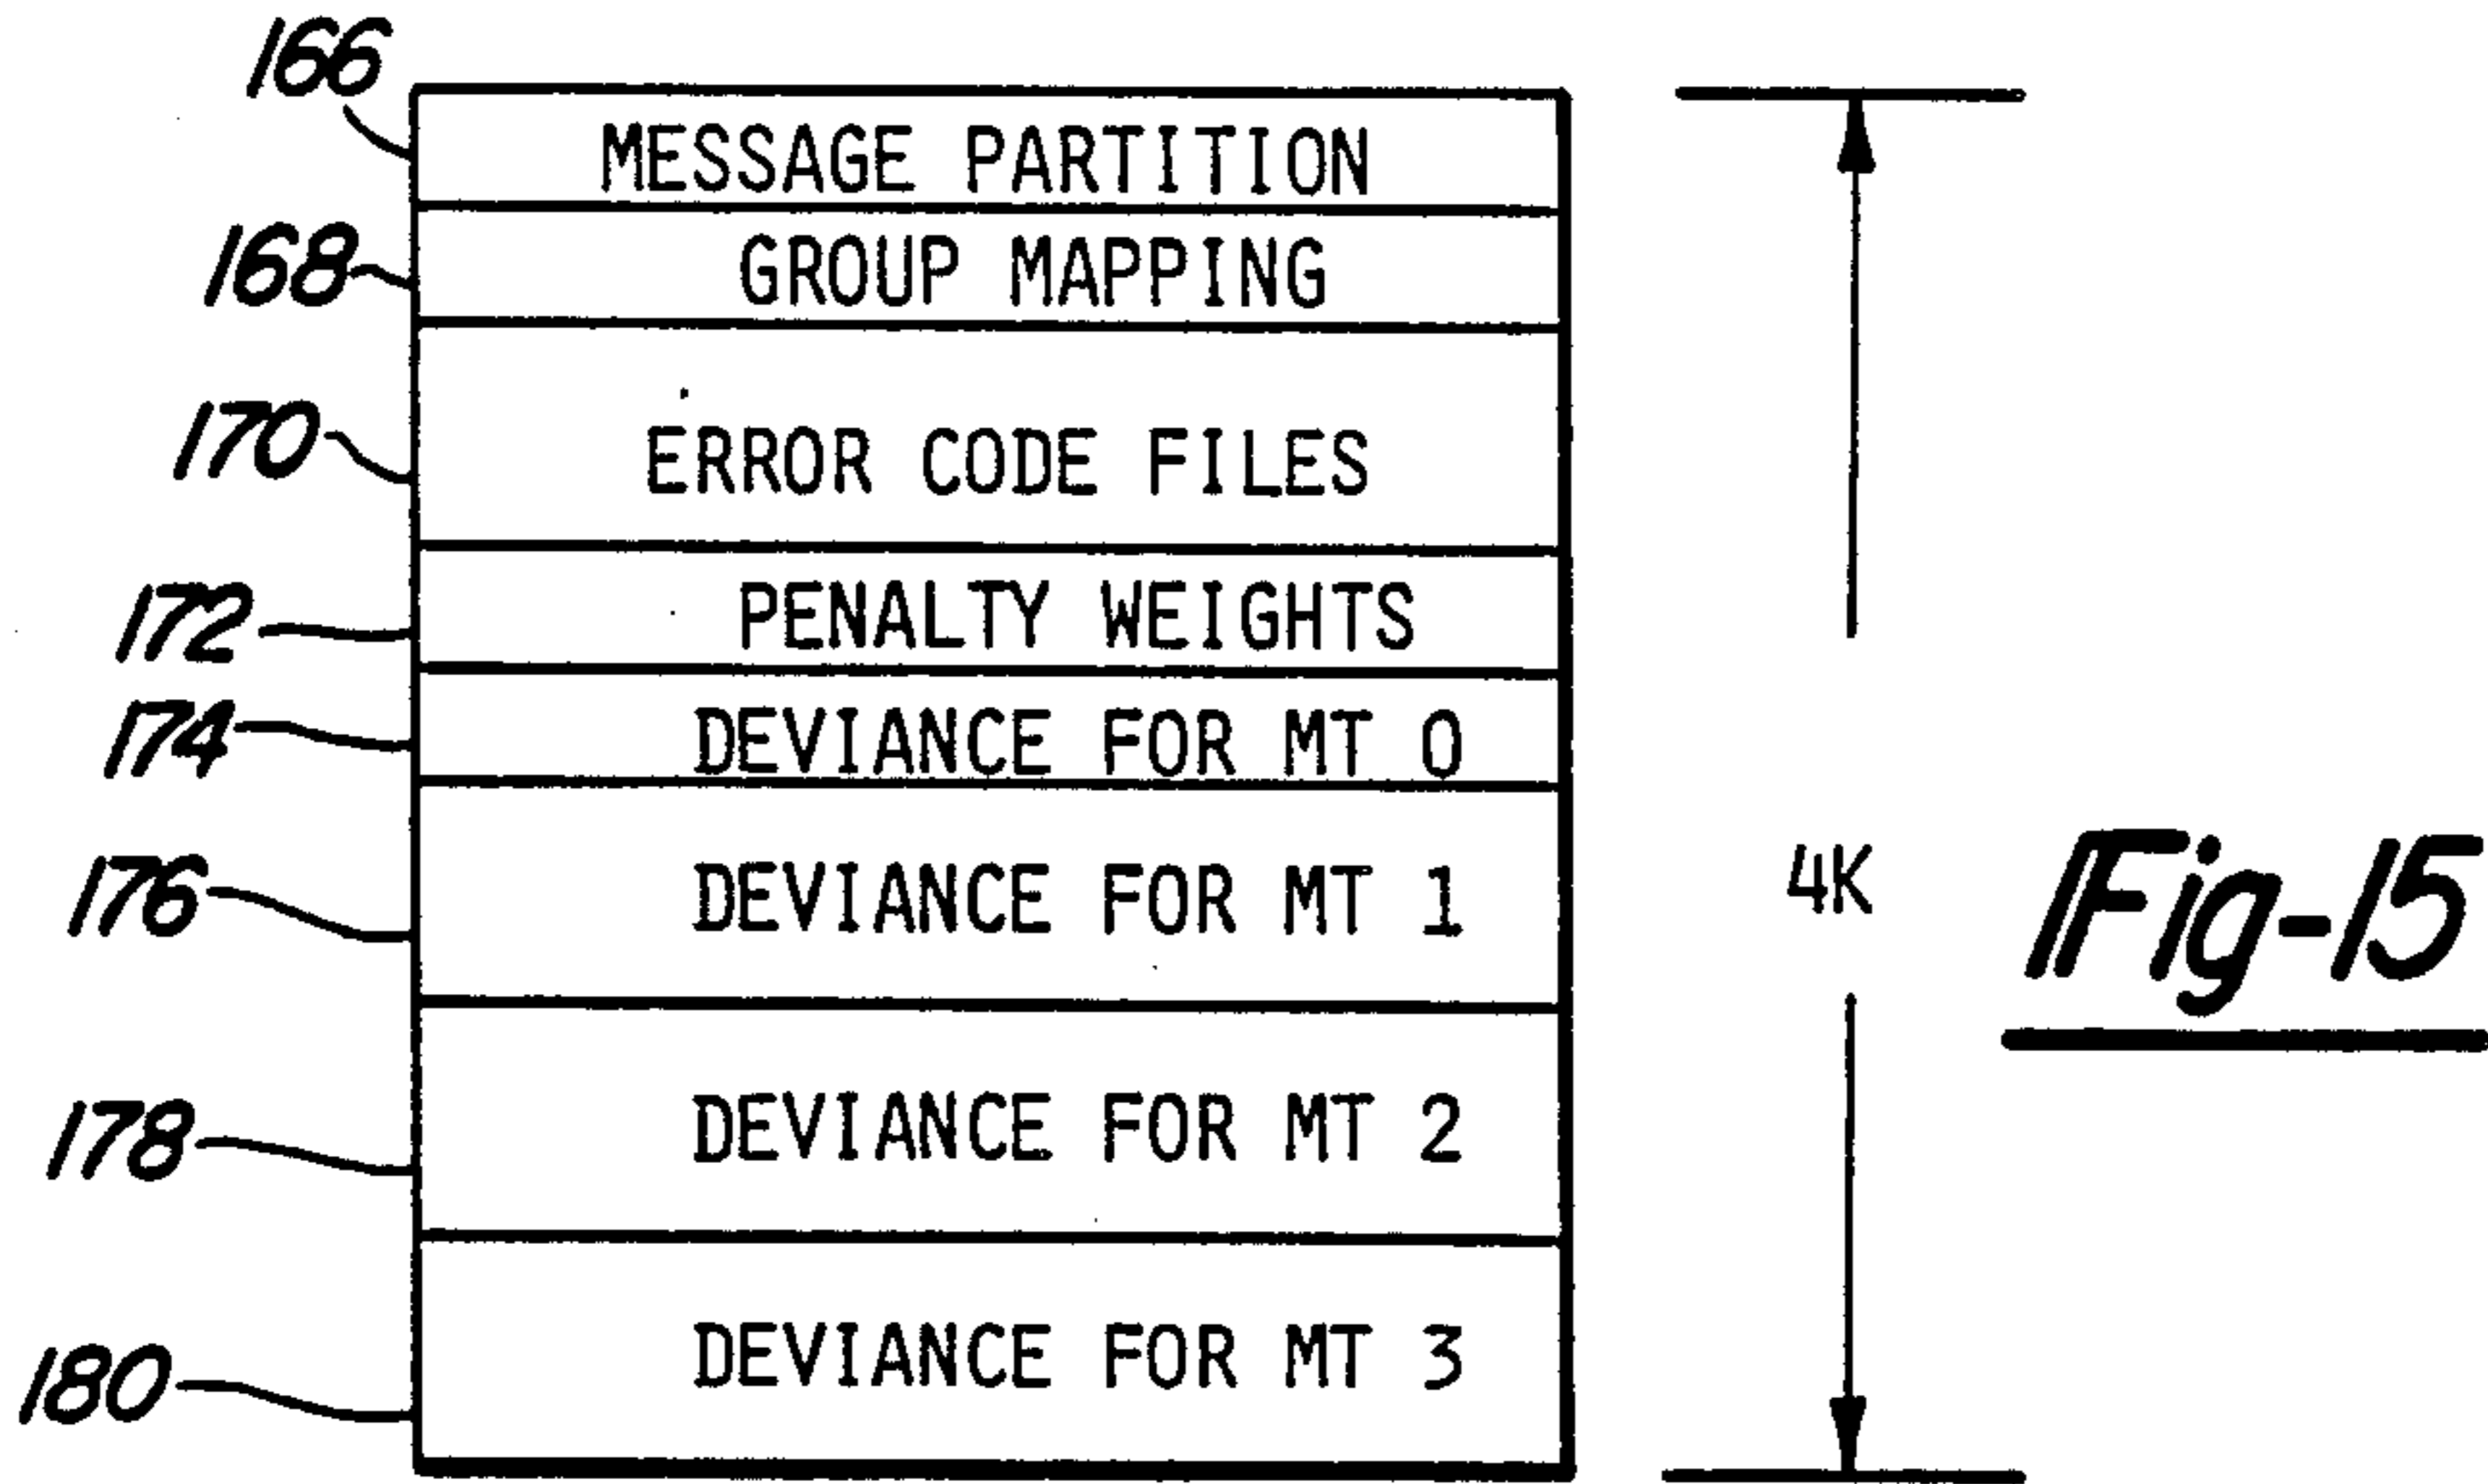 166
MESSAGE PARTITION
168
GROUP MAPPING
170
ERROR CODE FILES
172
PENALTY WEIGHTS
174
DEVIANCE FOR MT 0
176
DEVIANCE FOR MT 1
4K
Fig-15
178
DEVIANCE FOR MT 2
180
DEVIANCE FOR MT 3